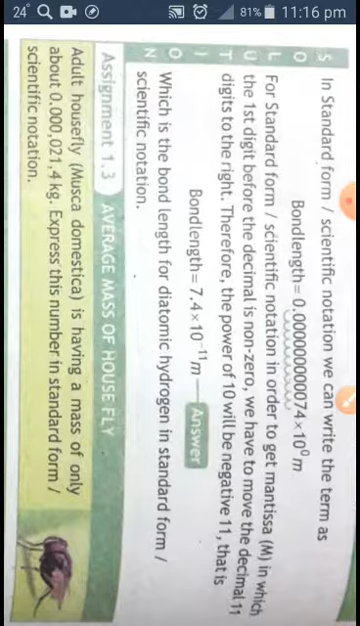 24° 81% 11:16 pm
SOLUTION
In Standard form / scientific notation we can write the term as
Bondlength = 0.000000000074 × 10⁰m
For Standard form / scientific notation in order to get mantissa (M) in which
the 1st digit before the decimal is non-zero, we have to move the decimal 11
digits to the right. Therefore, the power of 10 will be negative 11, that is
Bondlength = 7.4 × 10⁻¹¹m — Answer
Which is the bond length for diatomic hydrogen in standard form /
scientific notation.
Assignment 1.3 AVERAGE MASS OF HOUSE FLY
Adult housefly (Musca domestica) is having a mass of only
about 0.000,021,4 kg. Express this number in standard form /
scientific notation.